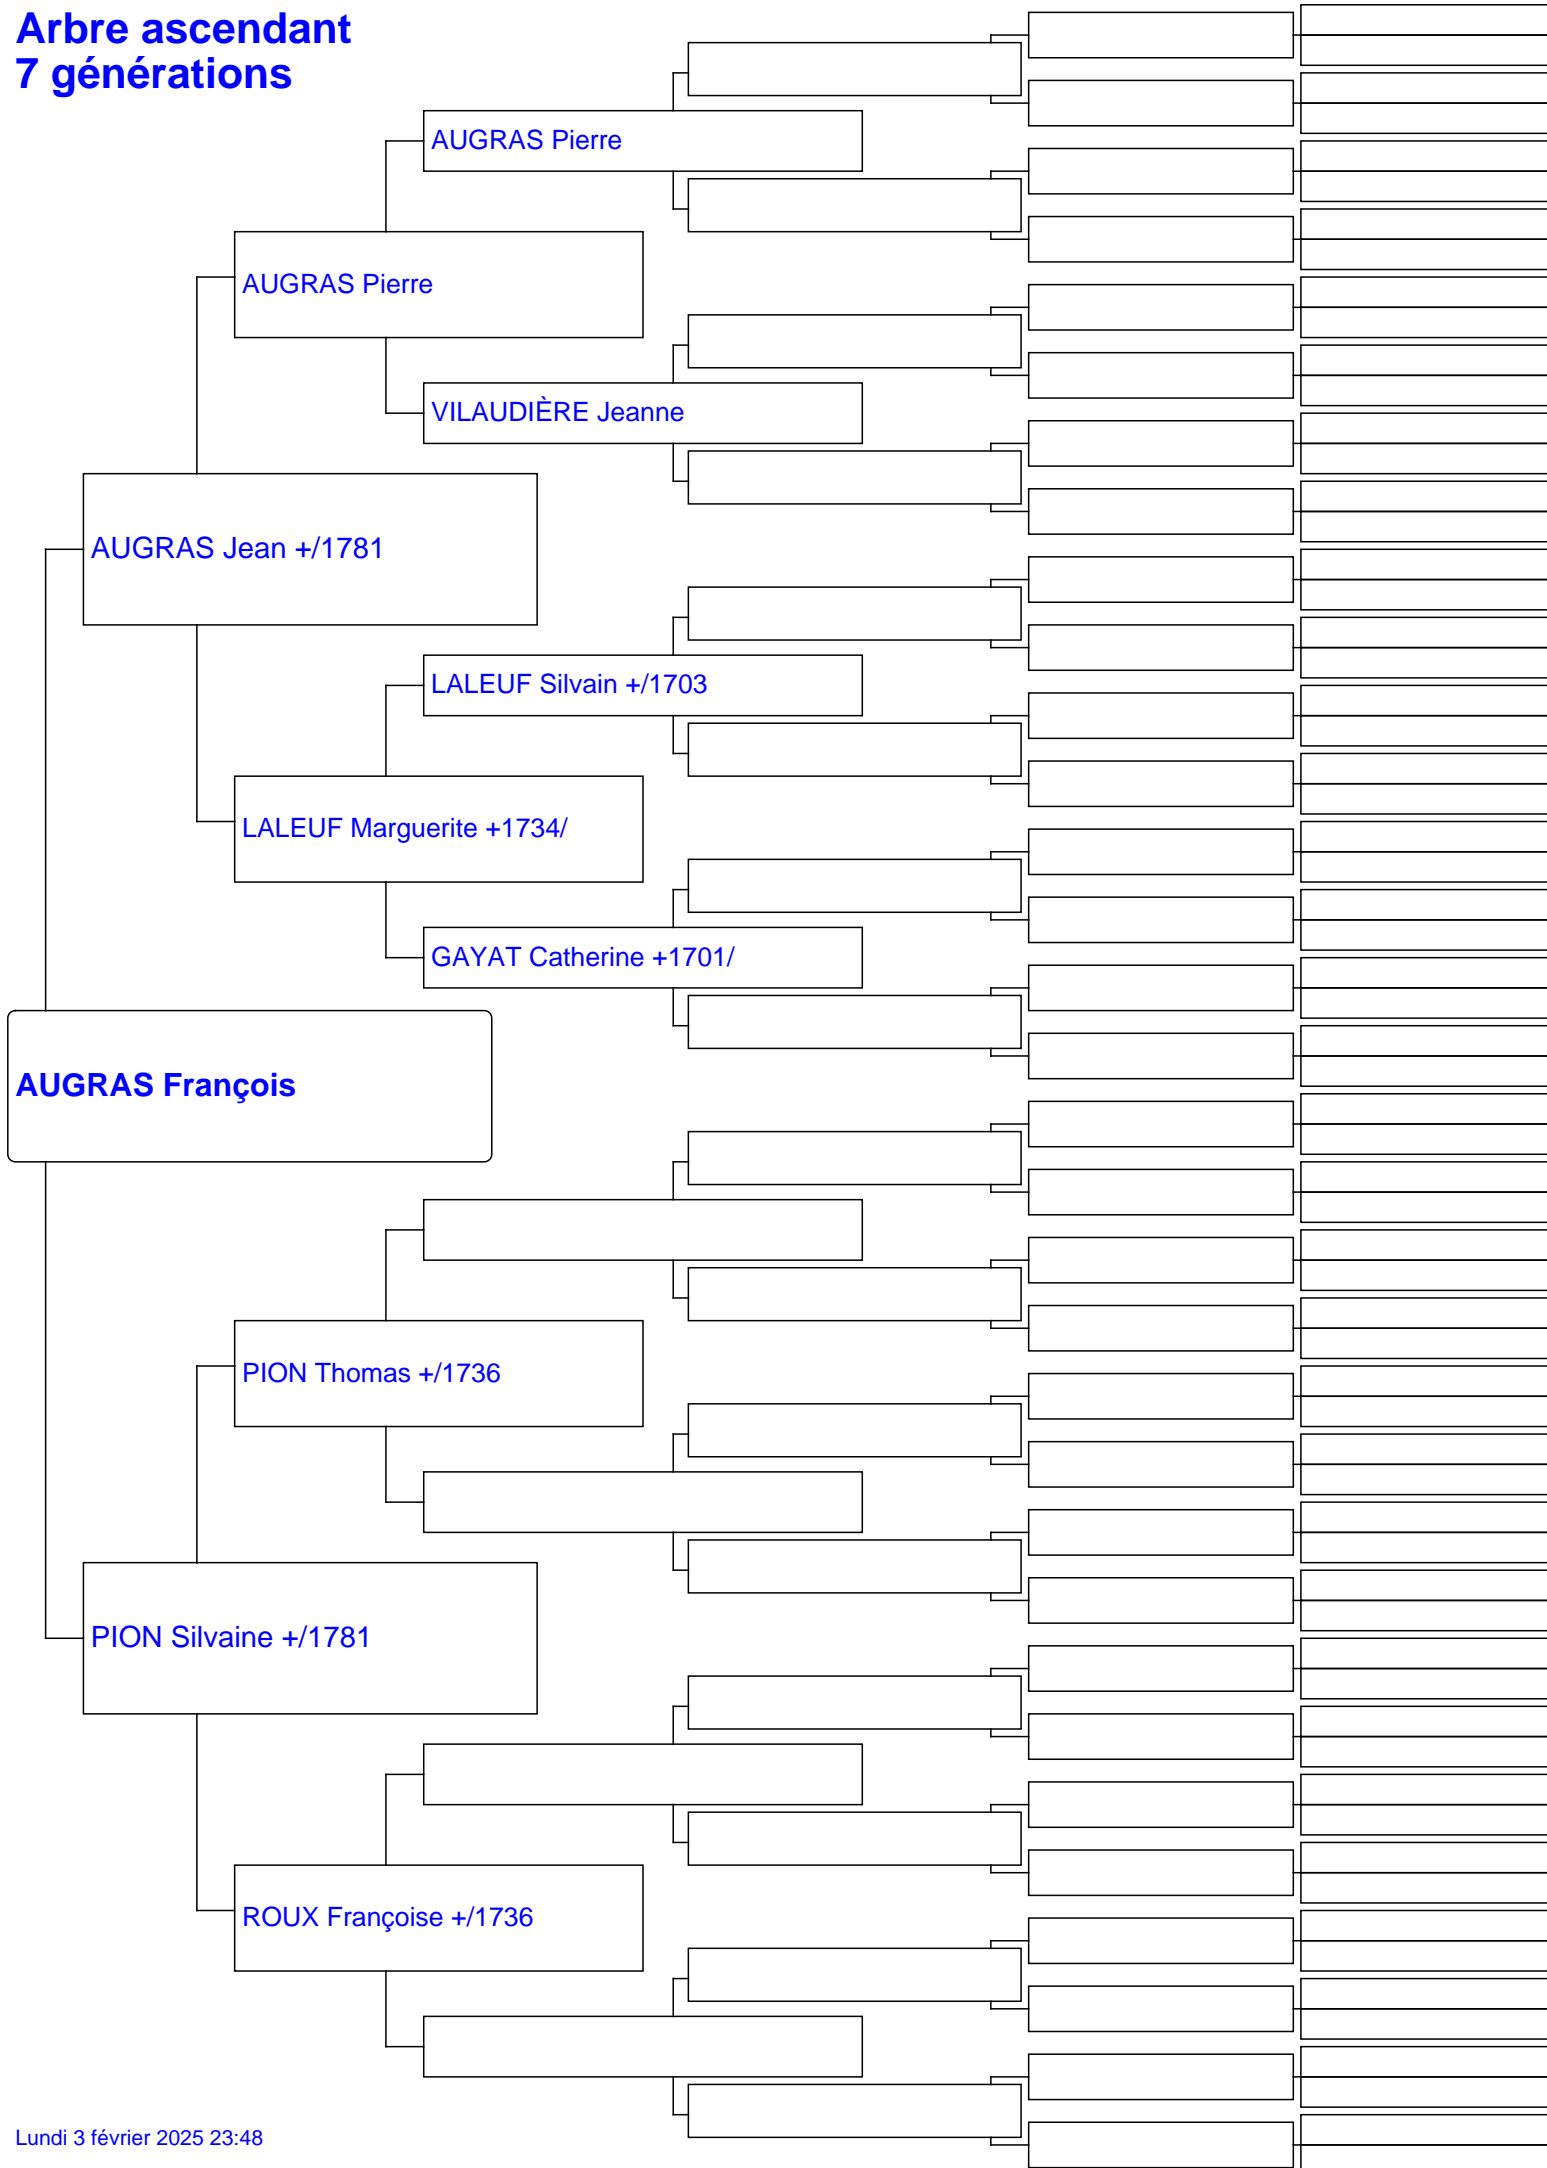 Arbre ascendant
7 générations
AUGRAS Pierre
AUGRAS Pierre
VILAUDIÈRE Jeanne
AUGRAS Jean +/1781
LALEUF Silvain +/1703
LALEUF Marguerite +1734/
GAYAT Catherine +1701/
AUGRAS François
PION Thomas +/1736
PION Silvaine +/1781
ROUX Françoise +/1736
Lundi 3 février 2025 23:48